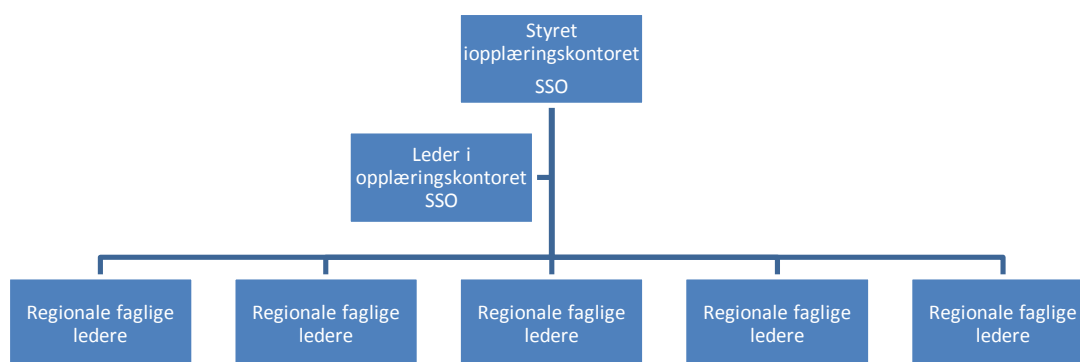 Styret
iopplæringskontoret
SSO
Leder i
opplæringskontoret
SSO
Regionale faglige
ledere
Regionale faglige
ledere
Regionale faglige
ledere
Regionale faglige
ledere
Regionale faglige
ledere